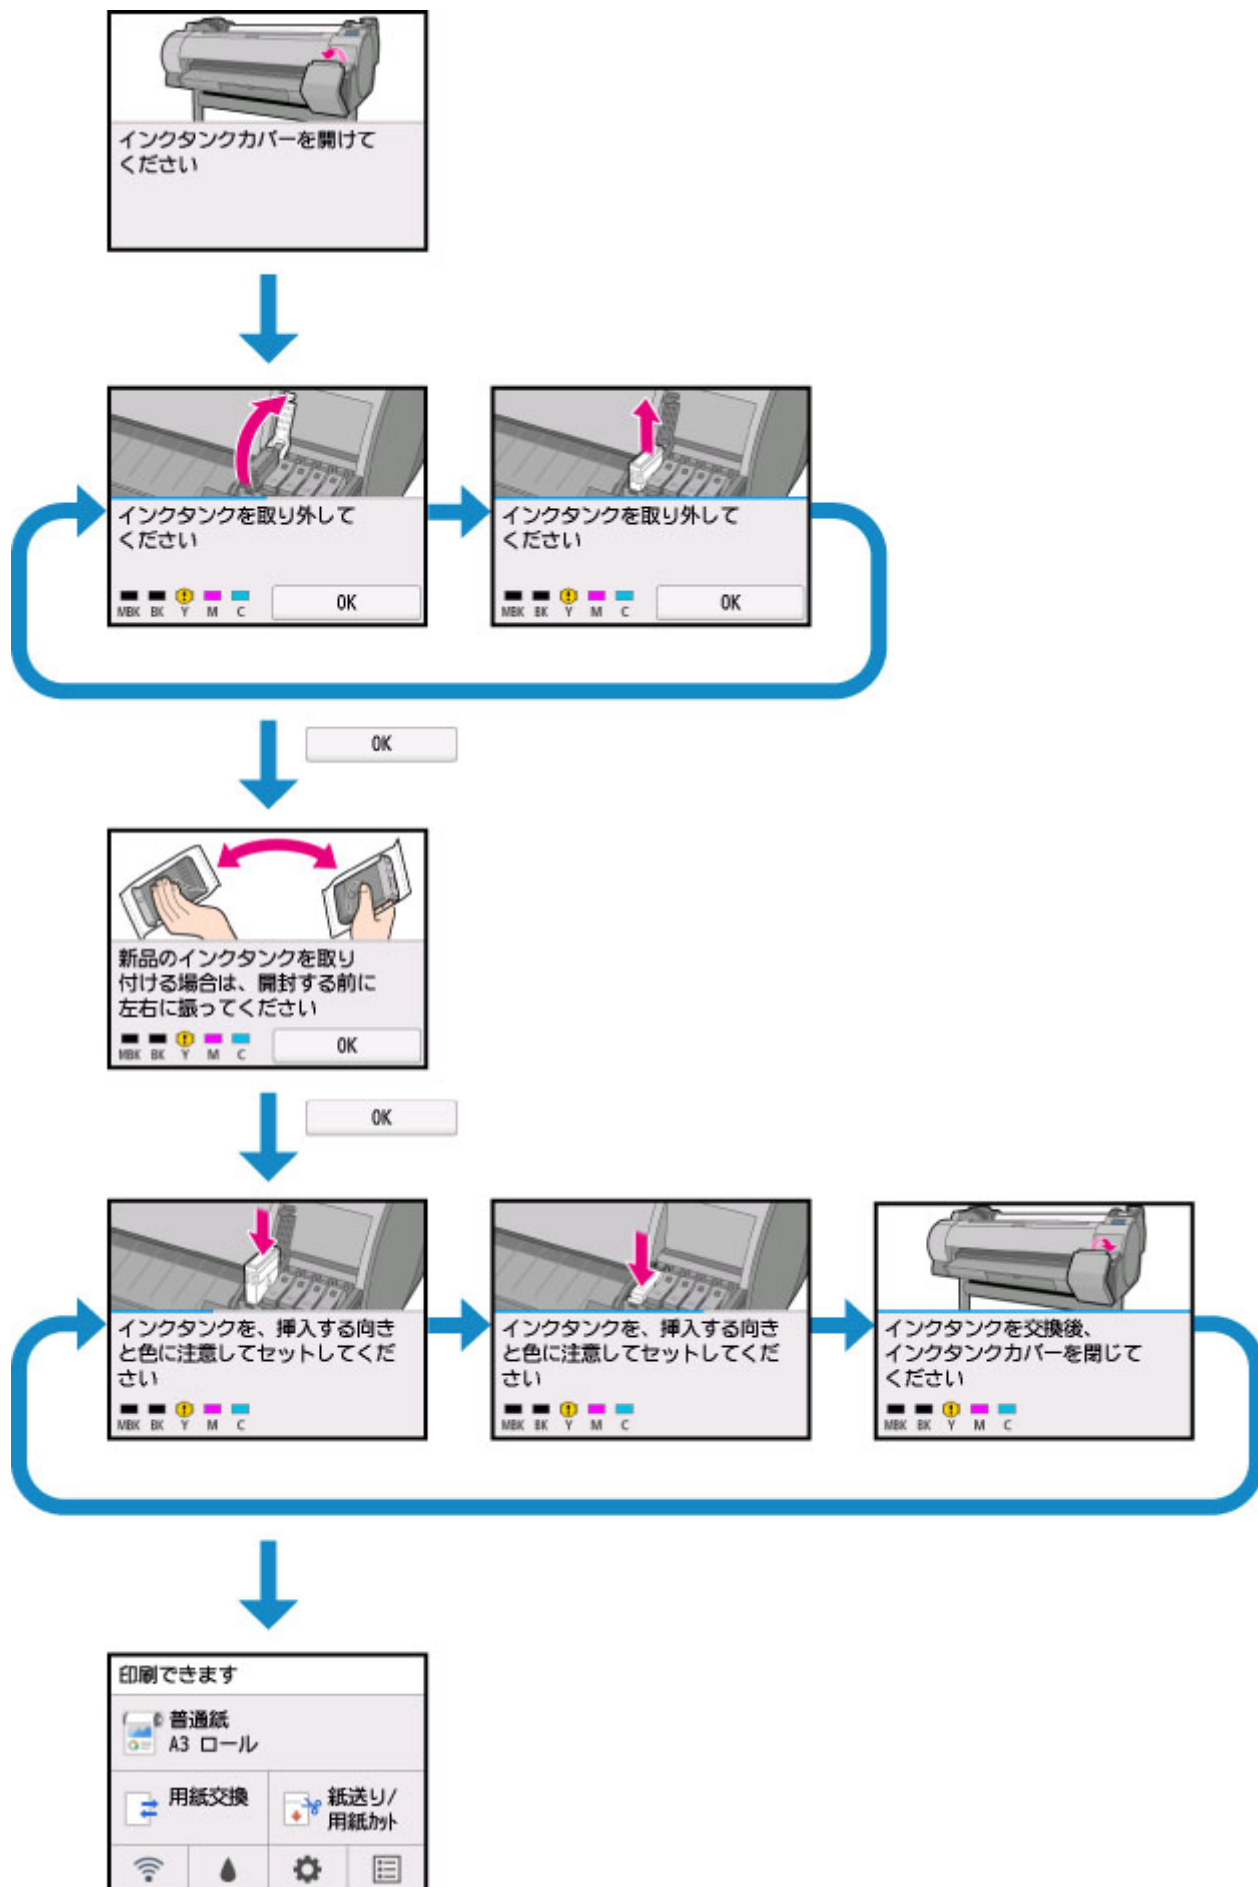 インクタンクカバーを開けて
ください
インクタンクを取り外して
ください
MBK BK Y M C
OK
インクタンクを取り外して
ください
MBK BK Y M C
OK
OK
新品のインクタンクを取り
付ける場合は、開封する前に
左右に振ってください
MBK BK Y M C
OK
OK
インクタンクを、挿入する向き
と色に注意してセットしてくだ
さい
MBK BK Y M C
インクタンクを、挿入する向き
と色に注意してセットしてくだ
さい
MBK BK Y M C
インクタンクを交換後、
インクタンクカバーを閉じて
ください
MBK BK Y M C
印刷できます
普通紙
A3 ロール
用紙交換
紙送り/
用紙ｶｯﾄ